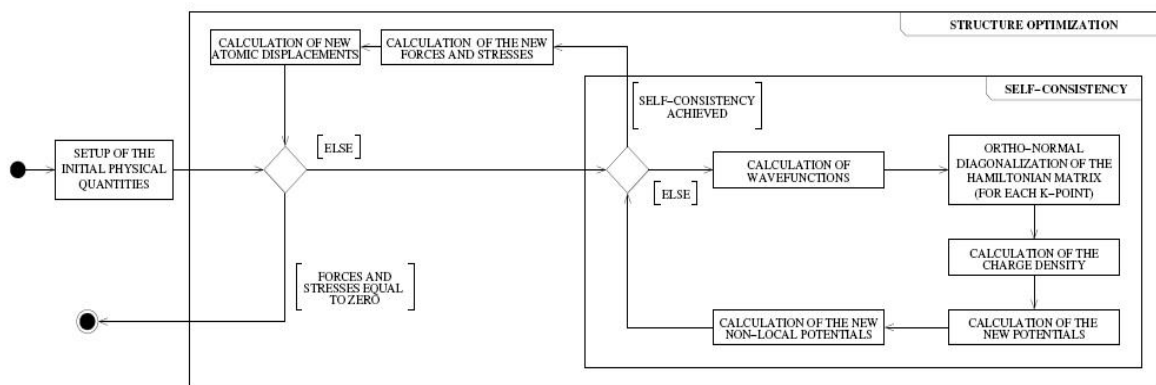 STRUCTURE OPTIMIZATION
CALCULATION OF NEW
ATOMIC DISPLACEMENTS
CALCULATION OF THE NEW
FORCES AND STRESSES
SELF-CONSISTENCY
SELF-CONSISTENCY
ACHIEVED
SETUP OF THE
INITIAL PHYSICAL
QUANTITIES
ELSE
ELSE
CALCULATION OF
WAVEFUNCTIONS
ORTHO-NORMAL
DIAGONALIZATION OF THE
HAMILTONIAN MATRIX
(FOR EACH K-POINT)
CALCULATION OF THE
CHARGE DENSITY
FORCES AND
STRESSES EQUAL
TO ZERO
CALCULATION OF THE NEW
NON-LOCAL POTENTIALS
CALCULATION OF THE
NEW POTENTIALS